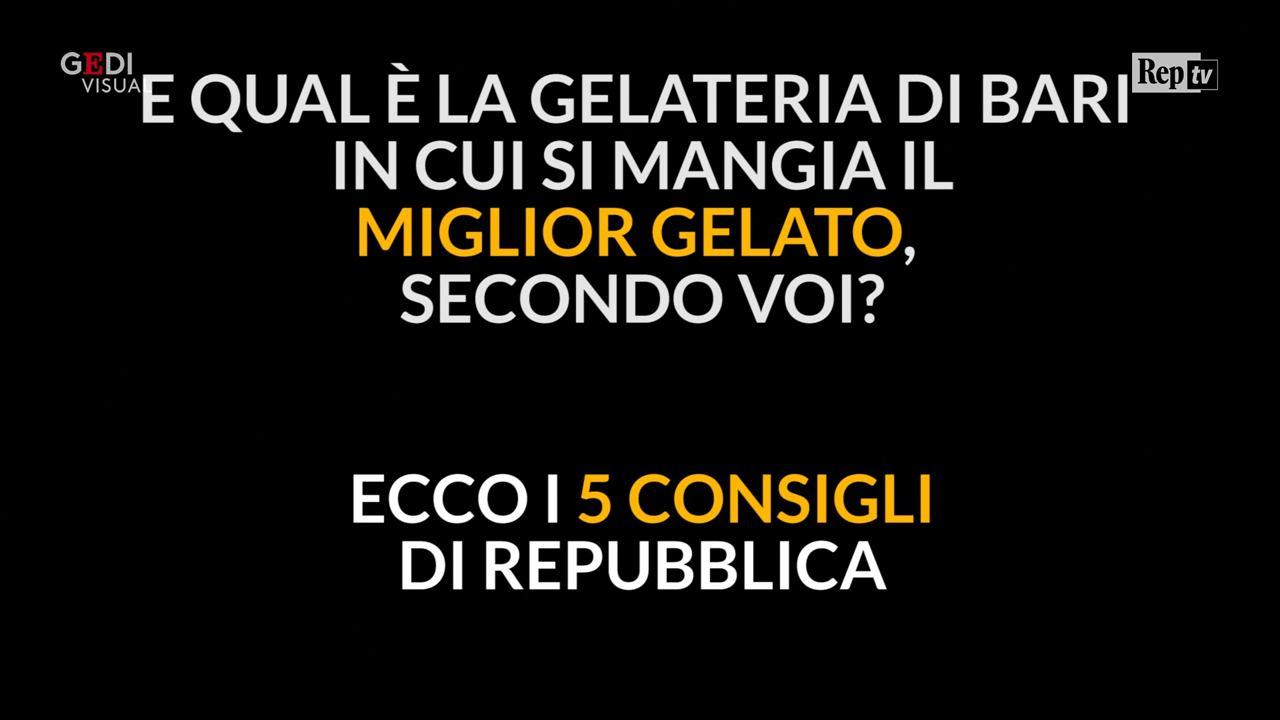 GEDI
VISUAL
Rep tv
E QUAL È LA GELATERIA DI BARI
IN CUI SI MANGIA IL
MIGLIOR GELATO,
SECONDO VOI?
ECCO I 5 CONSIGLI
DI REPUBBLICA